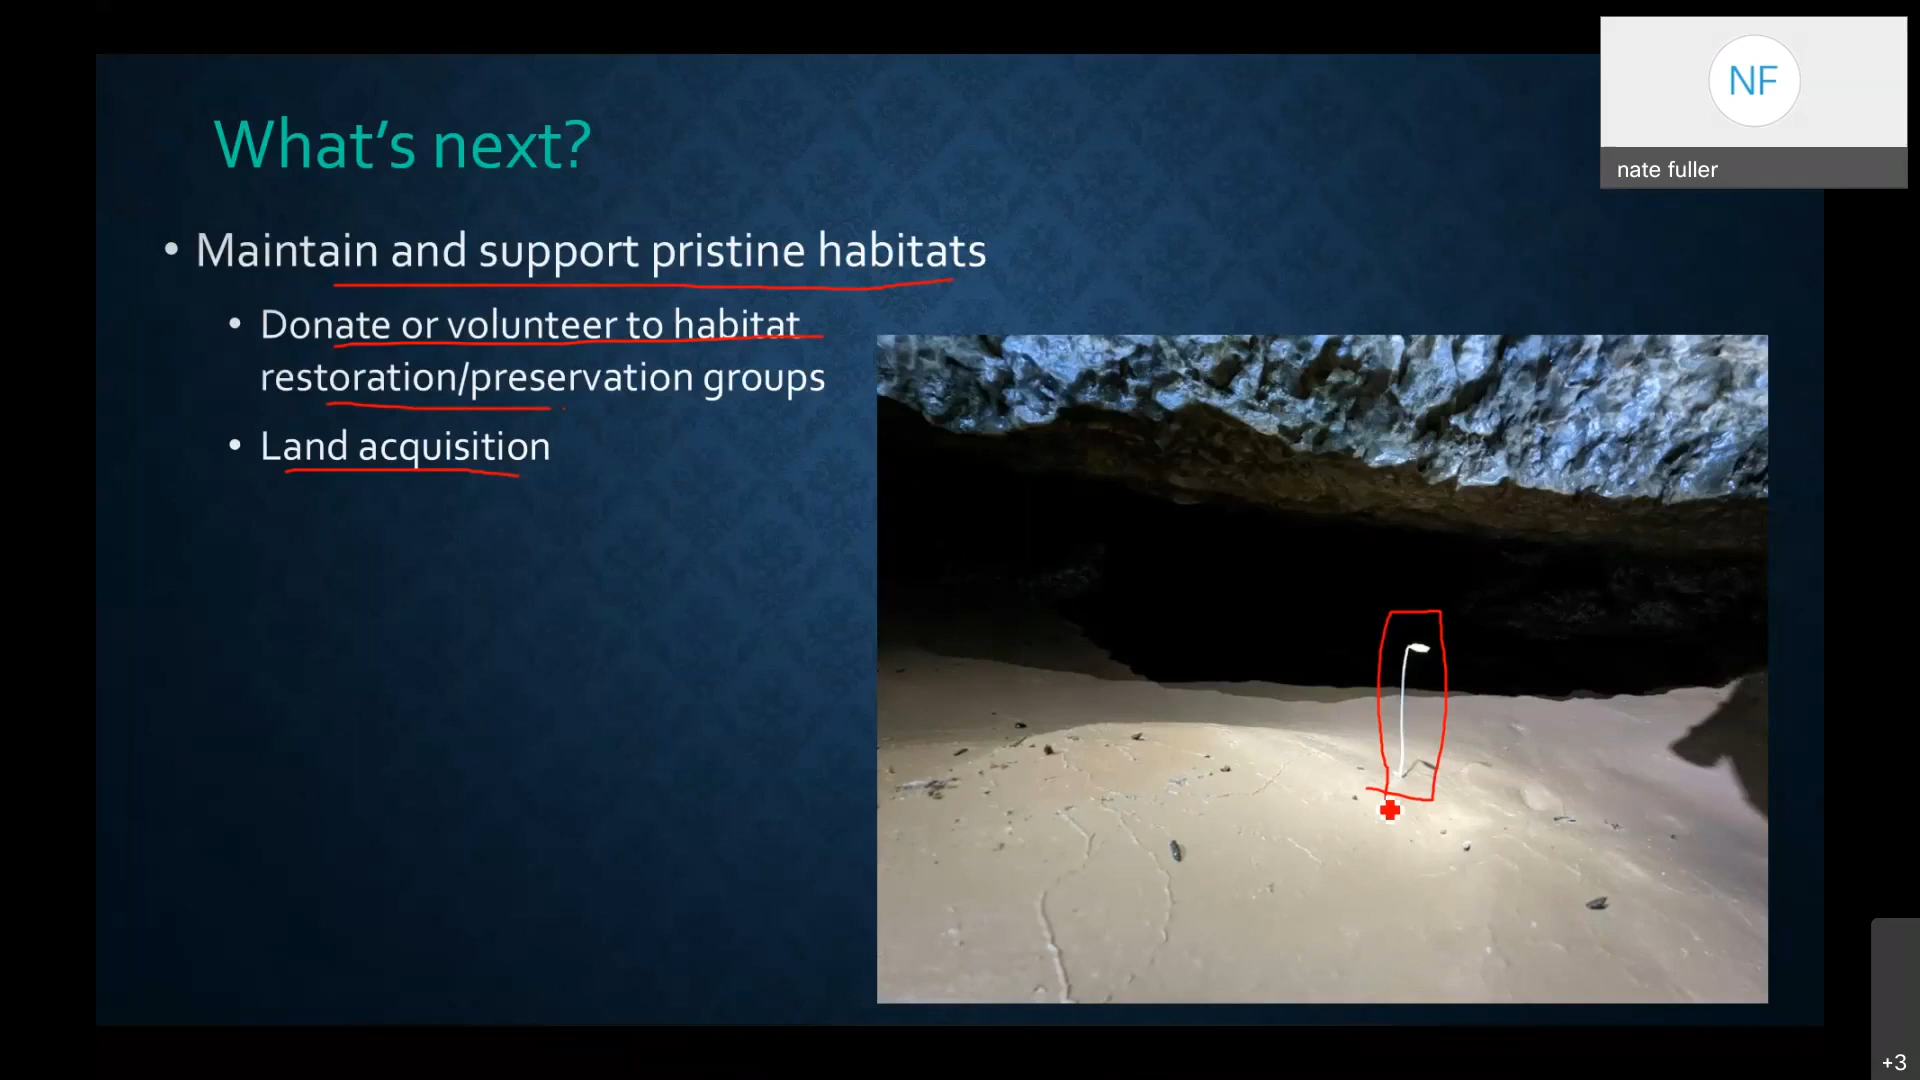 NF
nate fuller
What's next?
• Maintain and support pristine habitats
• Donate or volunteer to habitat
restoration/preservation groups
• Land acquisition
+3